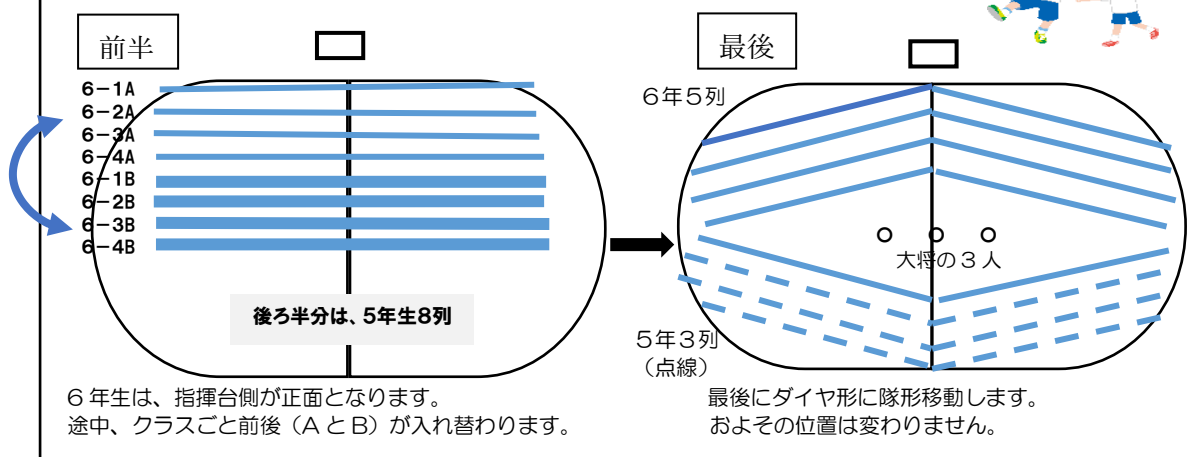 前半
6-1A
6-2A
6-3A
6-4A
6-1B
6-2B
6-3B
6-4B
後ろ半分は、5年生8列
6年生は、指揮台側が正面となります。
途中、クラスごと前後（AとB）が入れ替わります。
最後
6年5列
大将の3人
5年3列
（点線）
最後にダイヤ形に隊形移動します。
およその位置は変わりません。